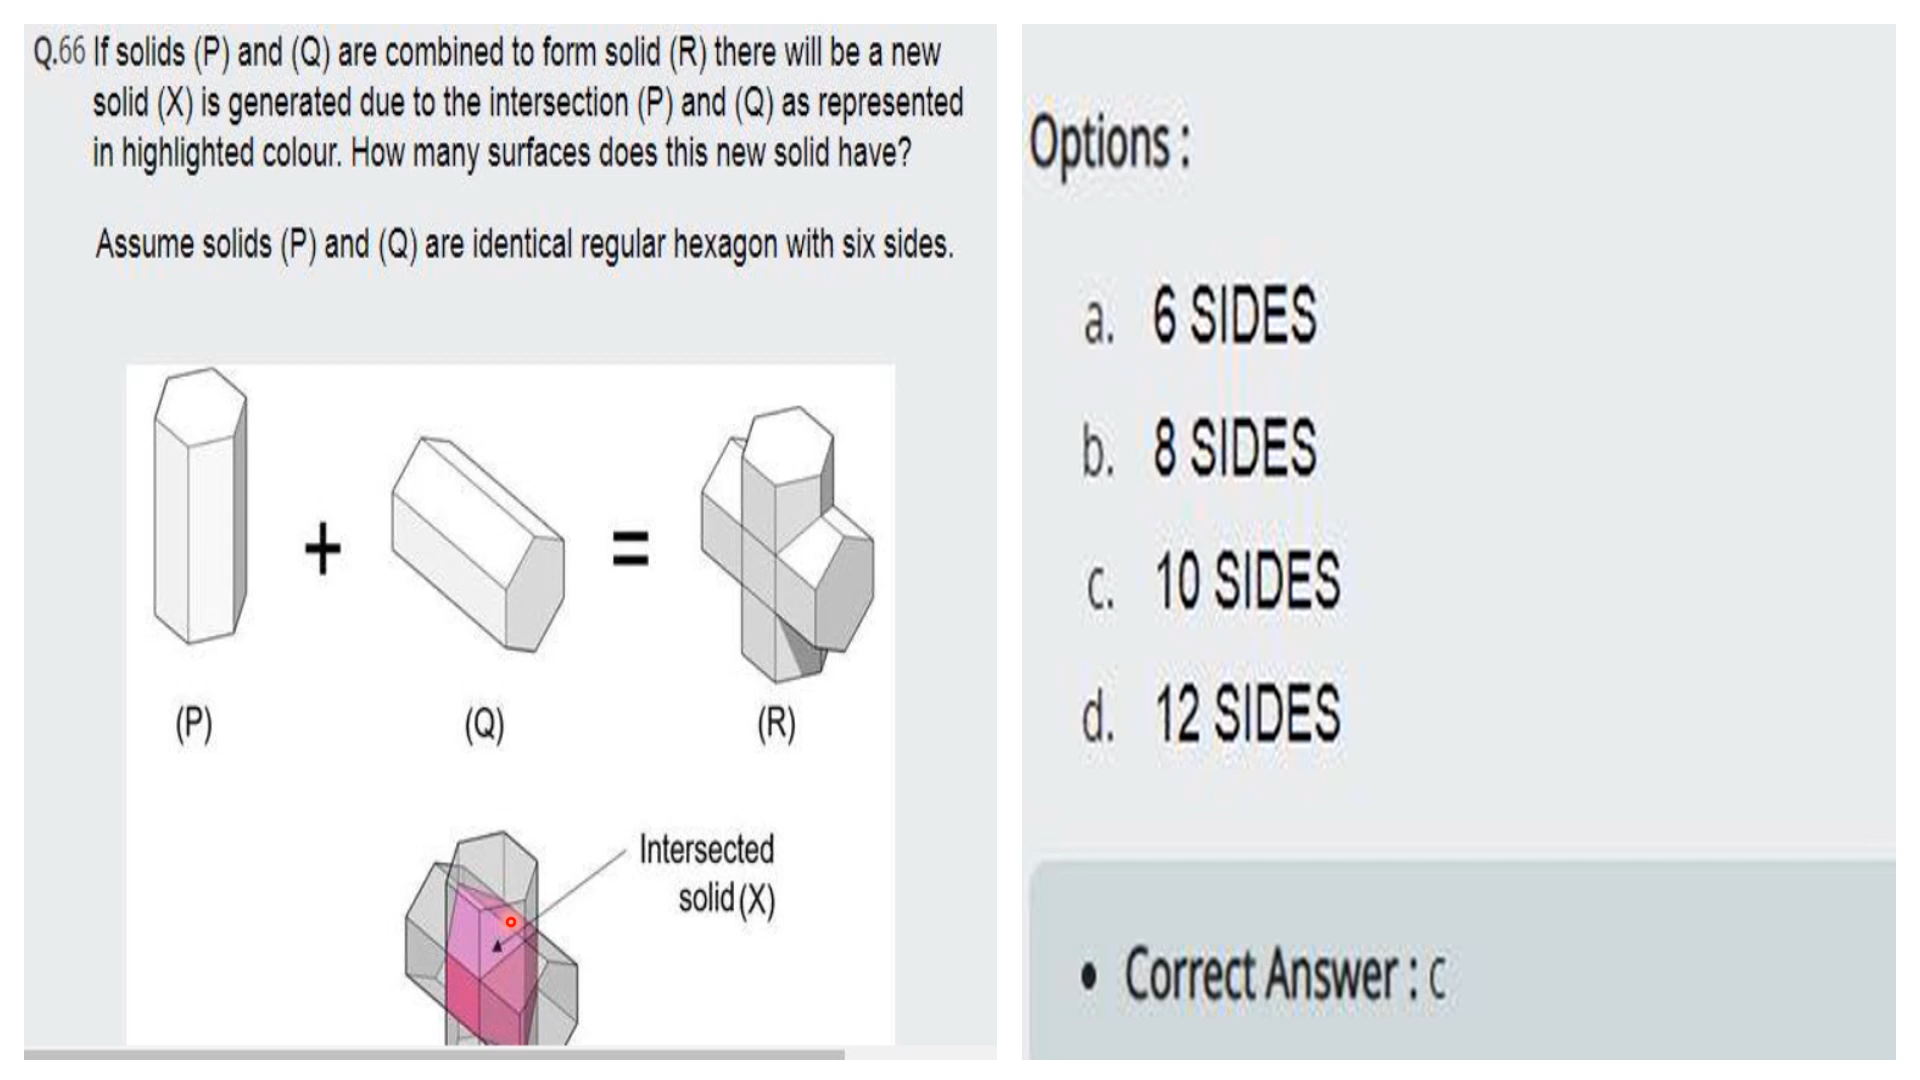 Q.66 If solids (P) and (Q) are combined to form solid (R) there will be a new
solid (X) is generated due to the intersection (P) and (Q) as represented
in highlighted colour. How many surfaces does this new solid have?
Assume solids (P) and (Q) are identical regular hexagon with six sides.
+
=
(P)
(Q)
(R)
Intersected
solid (X)
Options :
a. 6 SIDES
b. 8 SIDES
c. 10 SIDES
d. 12 SIDES
• Correct Answer : C